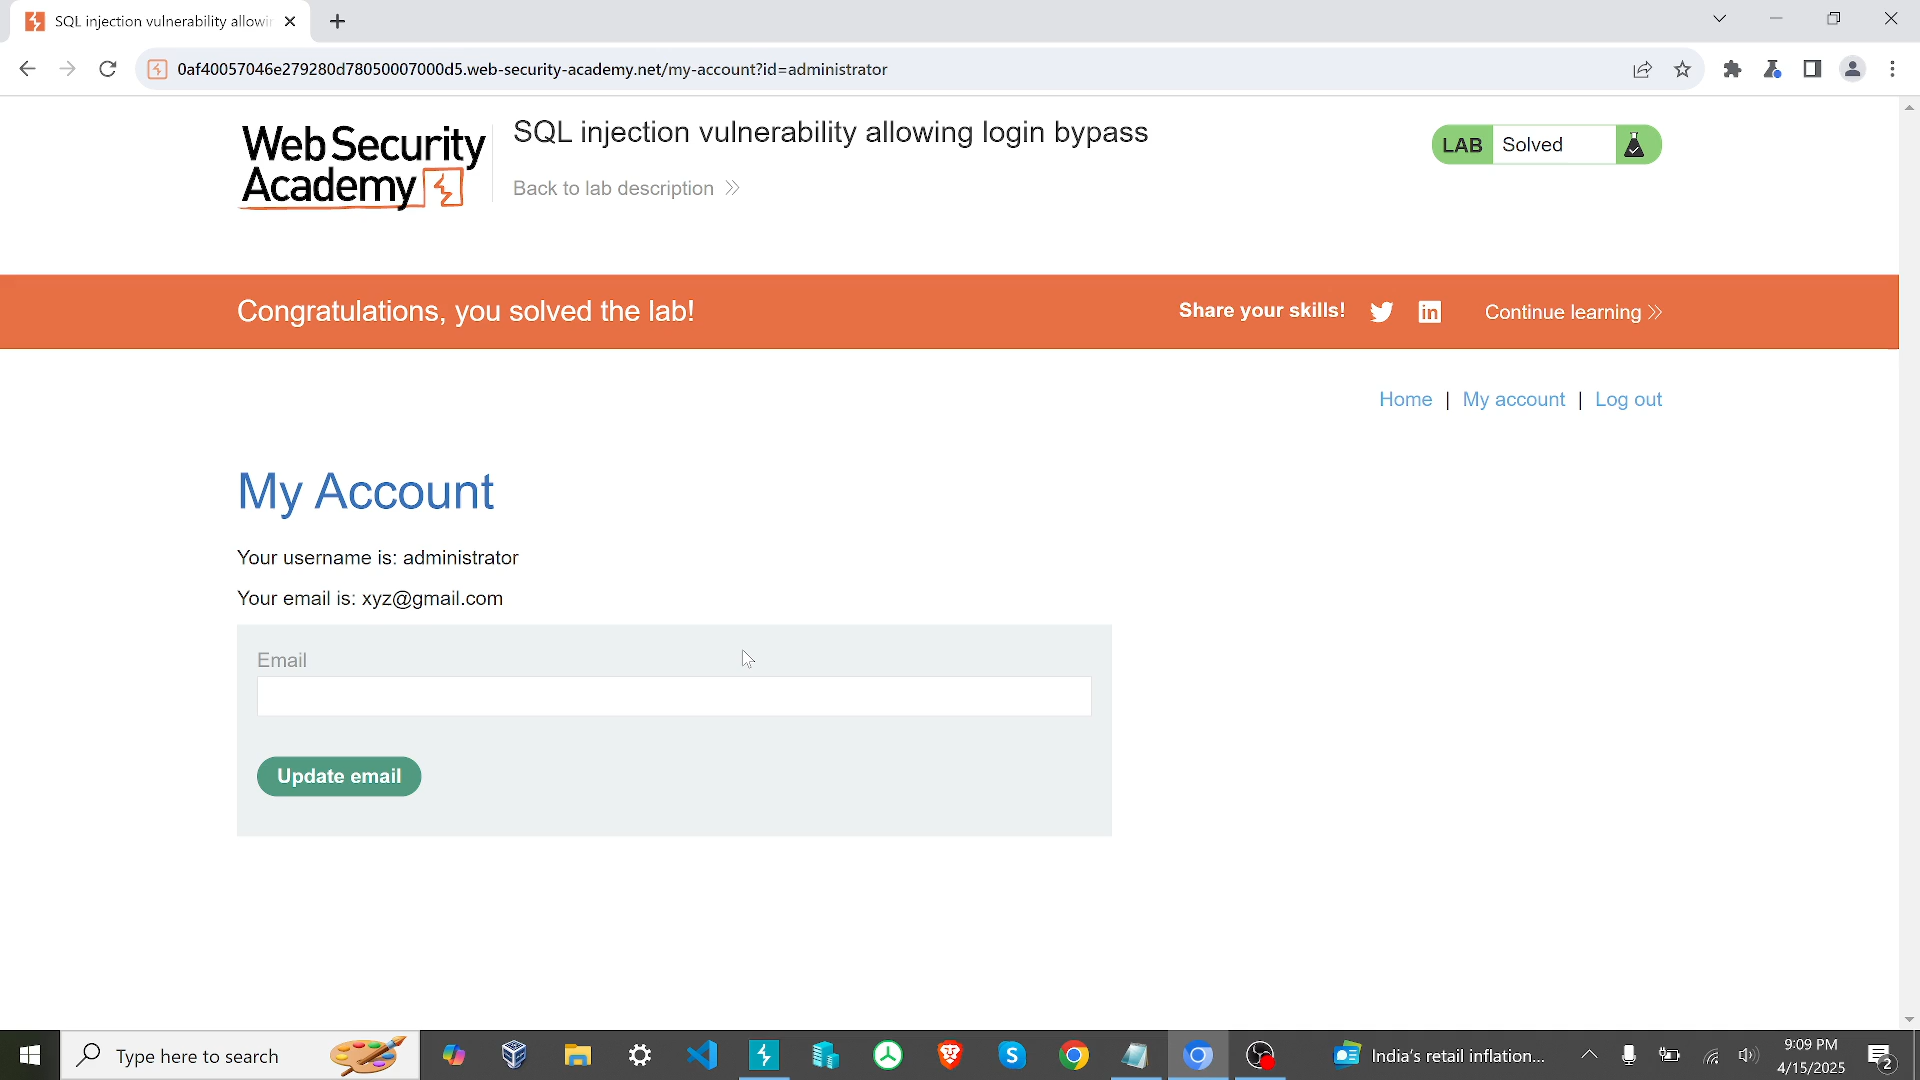 SQL injection vulnerability allowin
0af40057046e279280d78050007000d5.web-security-academy.net/my-account?id=administrator
Web Security
Academy
SQL injection vulnerability allowing login bypass
Back to lab description
LAB Solved
Congratulations, you solved the lab!
Share your skills!
Continue learning
Home | My account | Log out
My Account
Your username is: administrator
Your email is: xyz@gmail.com
Email
Update email
Type here to search
India's retail inflation...
9:09 PM
4/15/2025
2